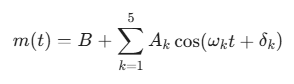 m(t) = B + \sum_{k=1}^{5} A_k \cos(\omega_k t + \delta_k)